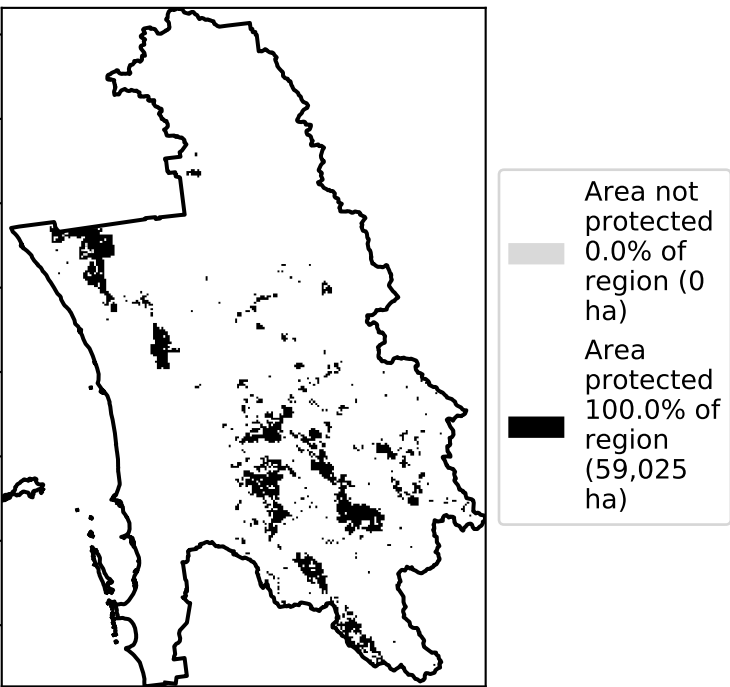 Area not
protected
0.0% of
region (0
ha)
Area
protected
100.0% of
region
(59,025
ha)